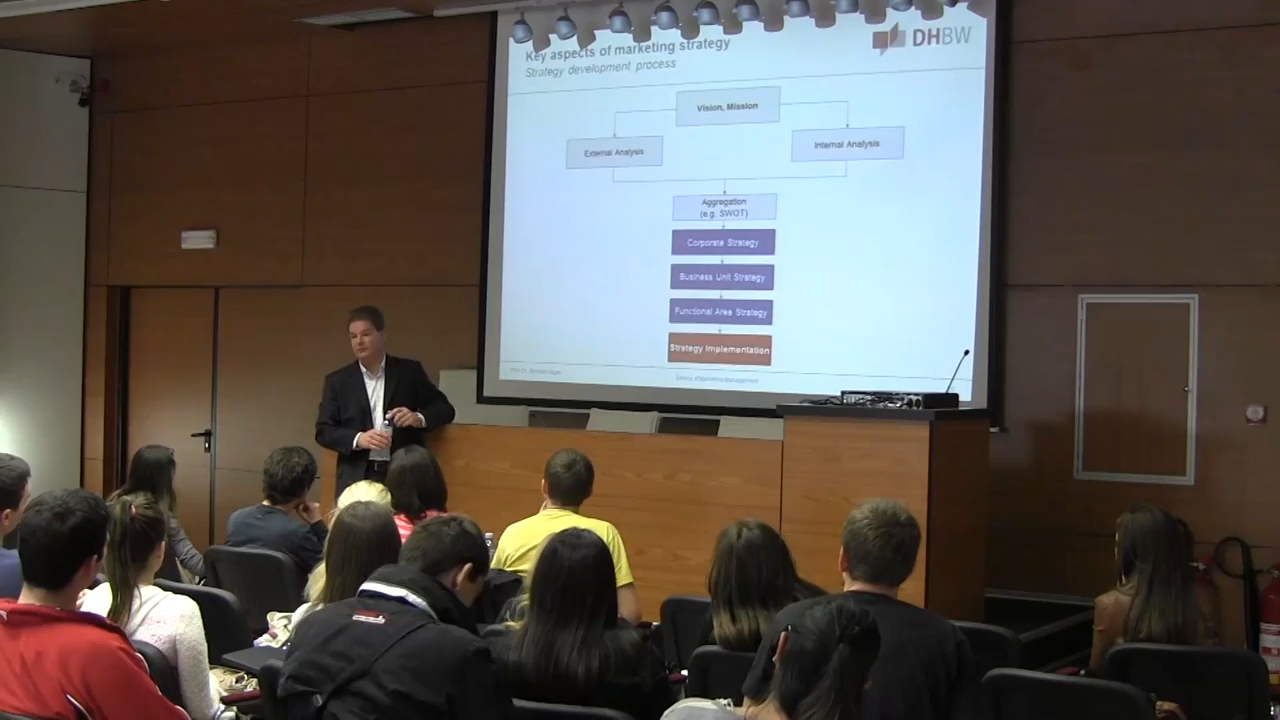 Key aspects of marketing strategy
Strategy development process
DHBW
Vision, Mission
External Analysis
Internal Analysis
Aggregation
(e.g. SWOT)
Corporate Strategy
Business Unit Strategy
Functional Area Strategy
Strategy Implementation